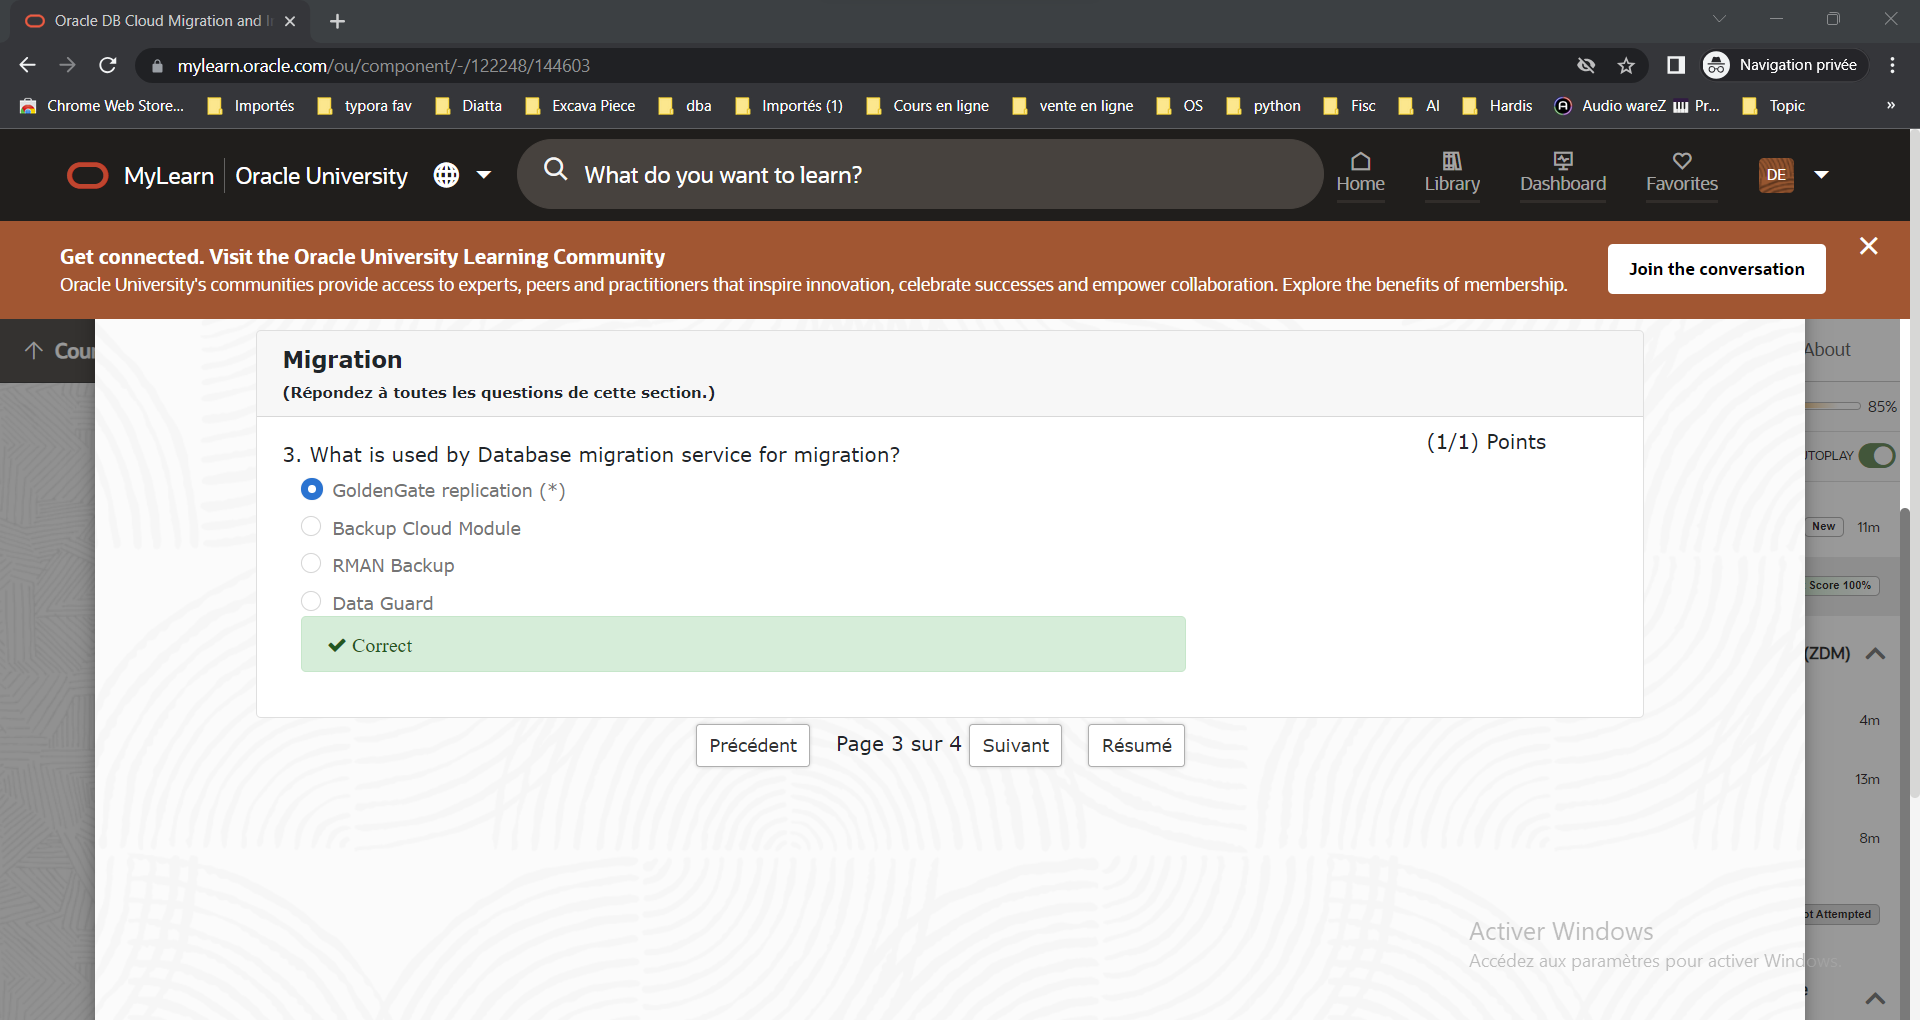 Oracle DB Cloud Migration and I
mylearn.oracle.com/ou/component/-/122248/144603
Navigation privée
Chrome Web Store... Importés typora fav Diatta Excava Piece dba Importés (1) Cours en ligne vente en ligne OS python Fisc AI Hardis Audio wareZ Pr... Topic »
MyLearn Oracle University What do you want to learn? Home Library Dashboard Favorites DE
Get connected. Visit the Oracle University Learning Community
Oracle University's communities provide access to experts, peers and practitioners that inspire innovation, celebrate successes and empower collaboration. Explore the benefits of membership.
Join the conversation
Cour
About
Migration
(Répondez à toutes les questions de cette section.)
85%
(1/1) Points
3. What is used by Database migration service for migration?
TOPLAY
GoldenGate replication (*)
Backup Cloud Module
New 11m
RMAN Backup
Score 100%
Data Guard
Correct
(ZDM)
4m
Précédent Page 3 sur 4 Suivant Résumé
13m
8m
ot Attempted
Activer Windows
Accédez aux paramètres pour activer Windows.